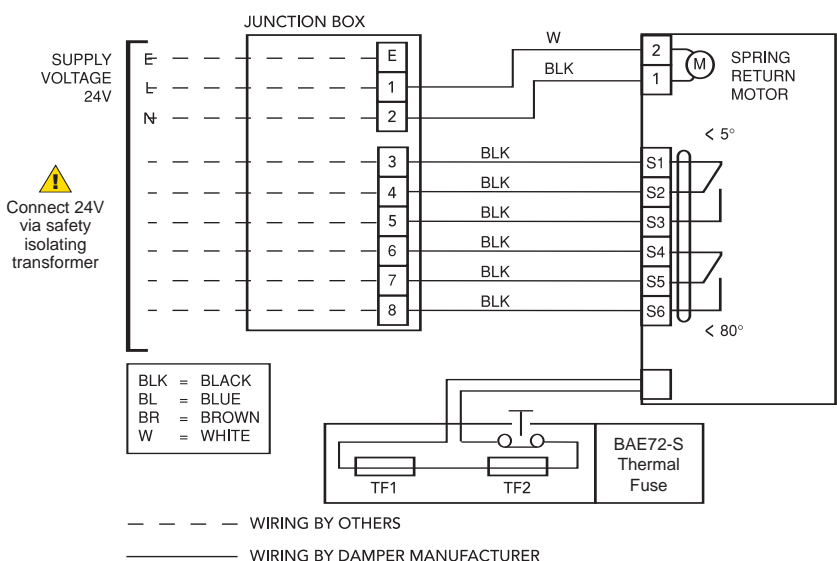 JUNCTION BOX
SUPPLY
VOLTAGE
24V
E
L
N
E
1
2
3
4
5
6
7
8
W
BLK
BLK
BLK
BLK
BLK
BLK
BLK
2
1
M
SPRING
RETURN
MOTOR
< 5°
S1
S2
S3
S4
S5
S6
< 80°
!
Connect 24V
via safety
isolating
transformer
BLK = BLACK
BL = BLUE
BR = BROWN
W = WHITE
TF1
TF2
BAE72-S
Thermal
Fuse
WIRING BY OTHERS
WIRING BY DAMPER MANUFACTURER